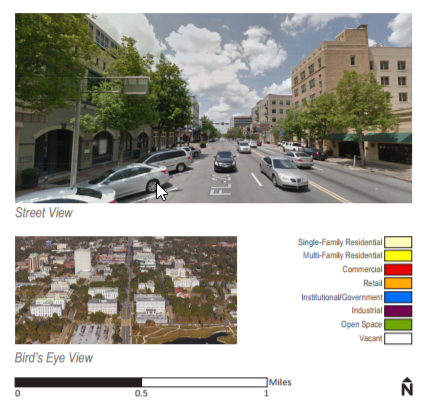 Street View
Single-Family Residential
Multi-Family Residential
Commercial
Retail
Institutional/Government
Industrial
Open Space
Vacant
Bird's Eye View
Miles
0 0.5 1
N